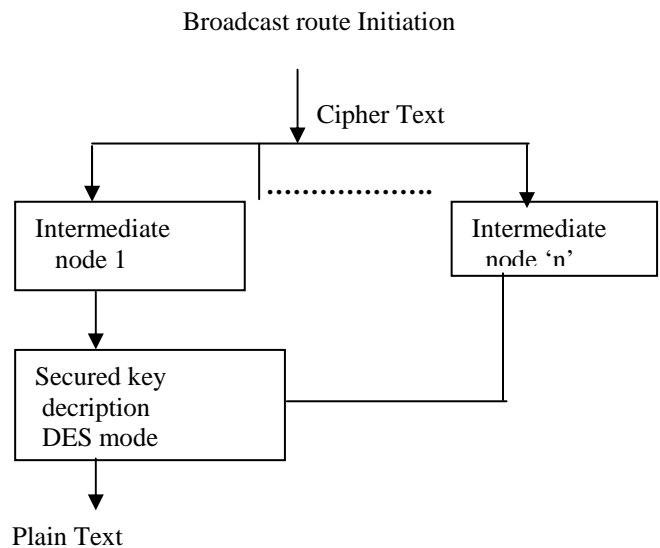 Broadcast route Initiation
Cipher Text
Intermediate
node 1
Intermediate
node ‘n’
Secured key
decription
DES mode
Plain Text